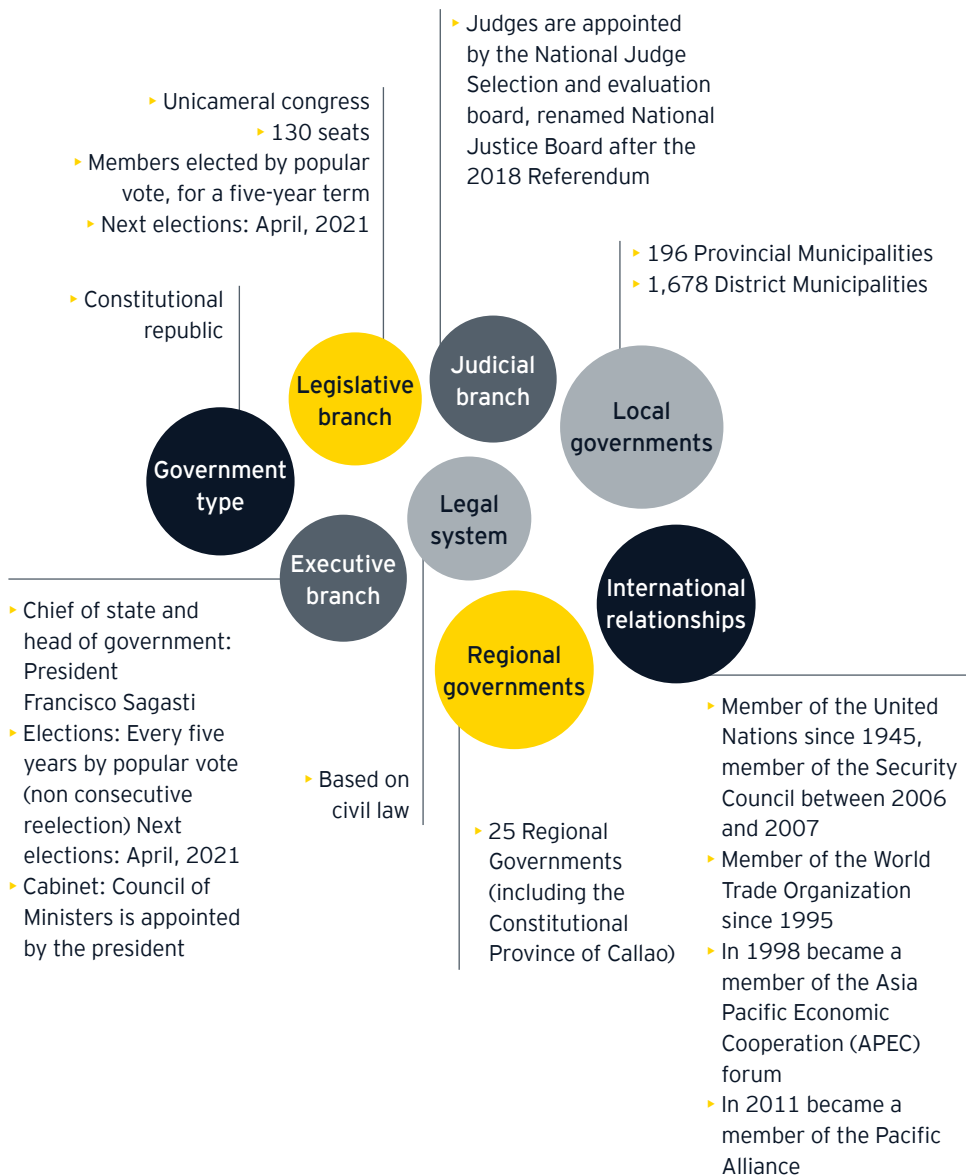 ▸ Judges are appointed
by the National Judge
Selection and evaluation
board, renamed National
Justice Board after the
2018 Referendum
▸ Unicameral congress
▸ 130 seats
▸ Members elected by popular
vote, for a five-year term
▸ Next elections: April, 2021
▸ 196 Provincial Municipalities
▸ 1,678 District Municipalities
▸ Constitutional
republic
Government
type
Legislative
branch
Judicial
branch
Local
governments
Legal
system
Executive
branch
International
relationships
Regional
governments
▸ Chief of state and
head of government:
President
Francisco Sagasti
▸ Elections: Every five
years by popular vote
(non consecutive
reelection) Next
elections: April, 2021
▸ Cabinet: Council of
Ministers is appointed
by the president
▸ Based on
civil law
▸ 25 Regional
Governments
(including the
Constitutional
Province of Callao)
▸ Member of the United
Nations since 1945,
member of the Security
Council between 2006
and 2007
▸ Member of the World
Trade Organization
since 1995
▸ In 1998 became a
member of the Asia
Pacific Economic
Cooperation (APEC)
forum
▸ In 2011 became a
member of the Pacific
Alliance